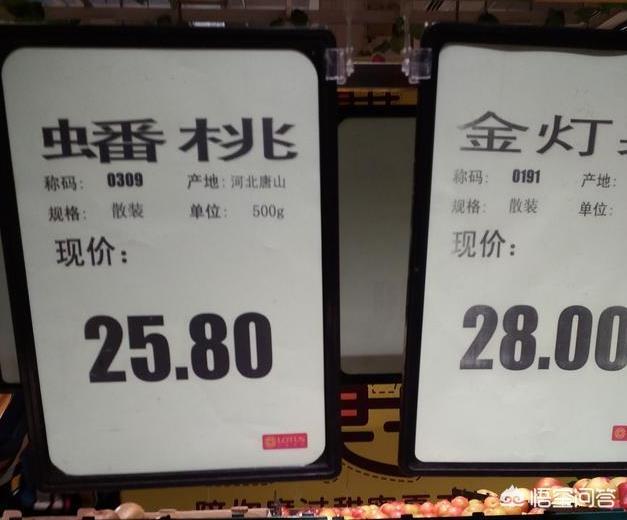 蟠桃
称码： 0309 产地：河北唐山
规格： 散装 单位： 500g
现价：
25.80
LOTUS
金灯
称码： 0191 产地：
规格： 散装 单位：
现价：
28.00
悟空问答